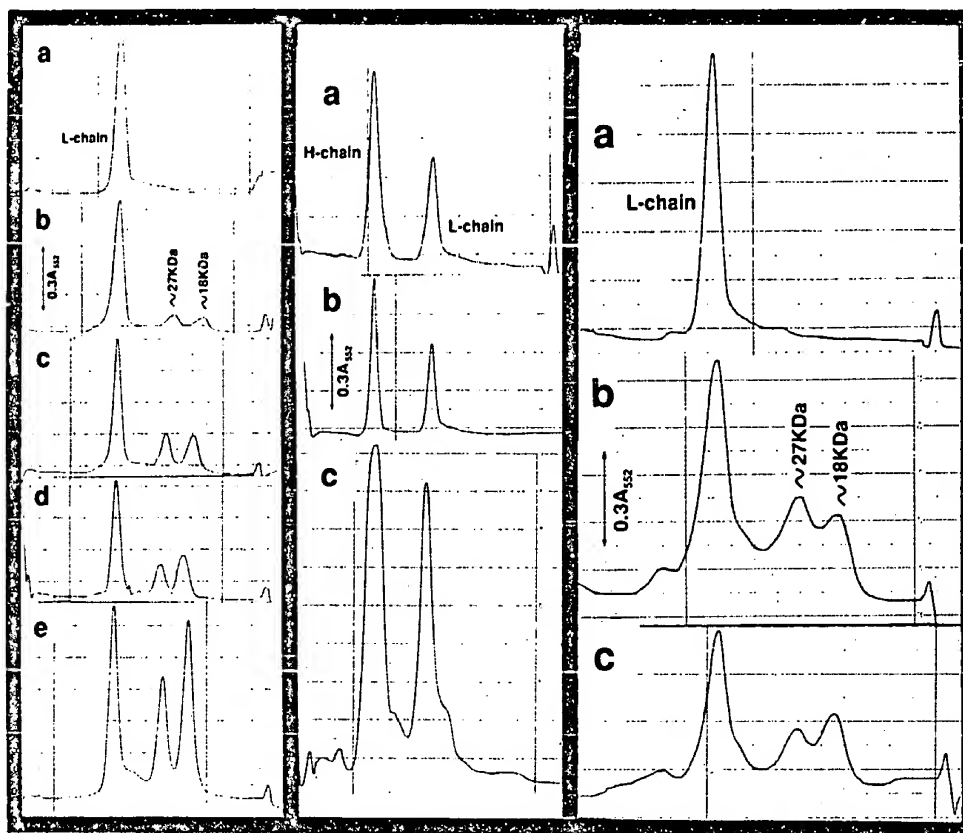 a
L-chain
b
0.3A552
~27KDa
~18KDa
c
d
e
a
H-chain
L-chain
b
0.3A552
c
a
L-chain
b
0.3A552
~27KDa
~18KDa
c